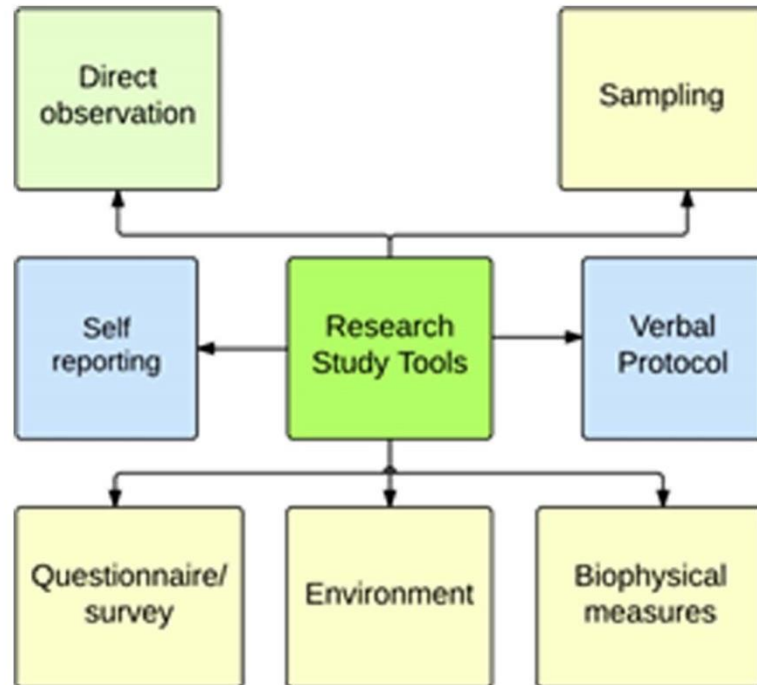 Direct
observation
Sampling
Self
reporting
Research
Study Tools
Verbal
Protocol
Questionnaire/
survey
Environment
Biophysical
measures